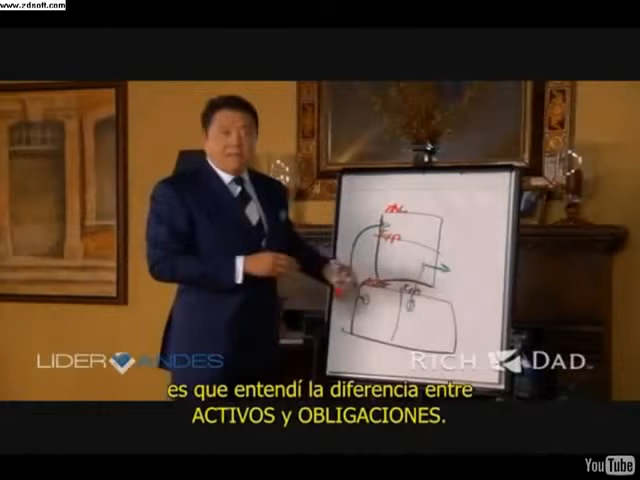 www.zdsoft.com
LIDER ANDES
RICH DAD
es que entendí la diferencia entre
ACTIVOS y OBLIGACIONES.
YouTube